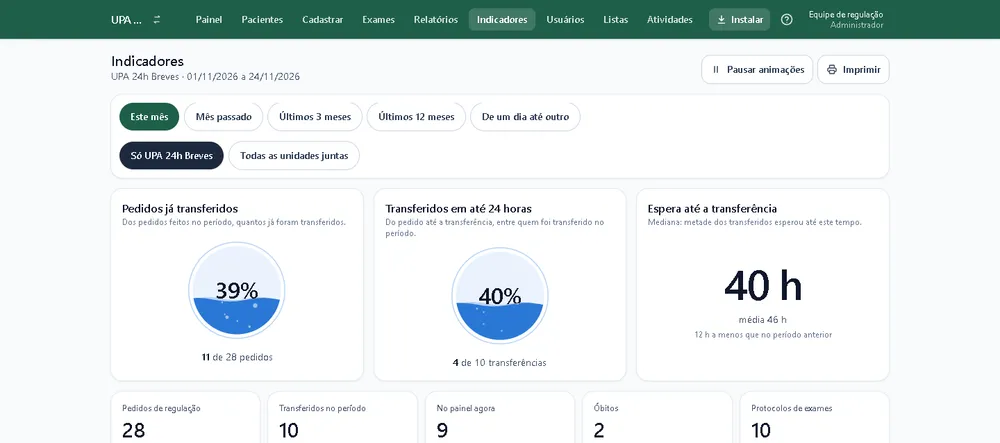 UPA ... Painel Pacientes Cadastrar Exames Relatórios Indicadores Usuários Listas Atividades Instalar Equipe de regulação
Administrador
Indicadores
UPA 24h Breves · 01/11/2026 a 24/11/2026
Pausar animações Imprimir
Este mês Mês passado Últimos 3 meses Últimos 12 meses De um dia até outro
Só UPA 24h Breves Todas as unidades juntas
Pedidos já transferidos
Dos pedidos feitos no período, quantos já foram transferidos.
39%
11 de 28 pedidos
Transferidos em até 24 horas
Do pedido até a transferência, entre quem foi transferido no
período.
40%
4 de 10 transferências
Espera até a transferência
Mediana: metade dos transferidos esperou até este tempo.
40 h
média 46 h
12 h a menos que no período anterior
Pedidos de regulação
28
Transferidos no período
10
No painel agora
9
Óbitos
2
Protocolos de exames
10